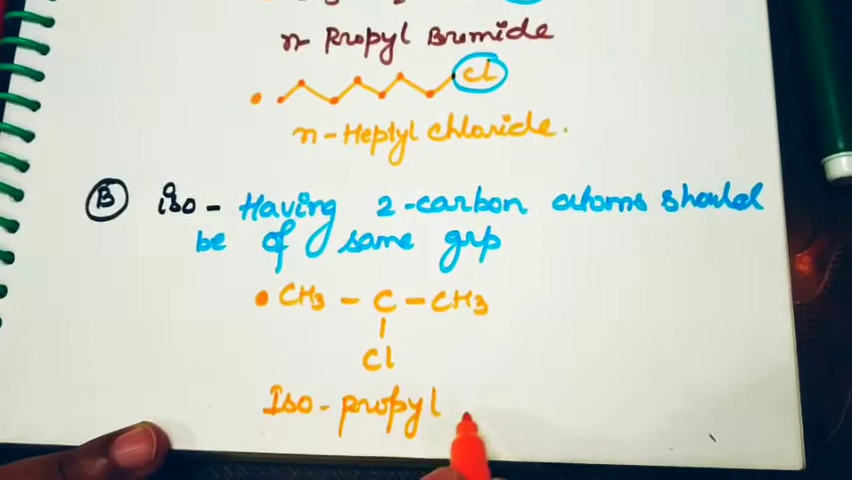 n- Propyl Bromide
Cl
n-Heptyl chloride.
B iso - Having 2-carbon atoms should
be of same grp
• CH3 - C - CH3
|
Cl
Iso-propyl